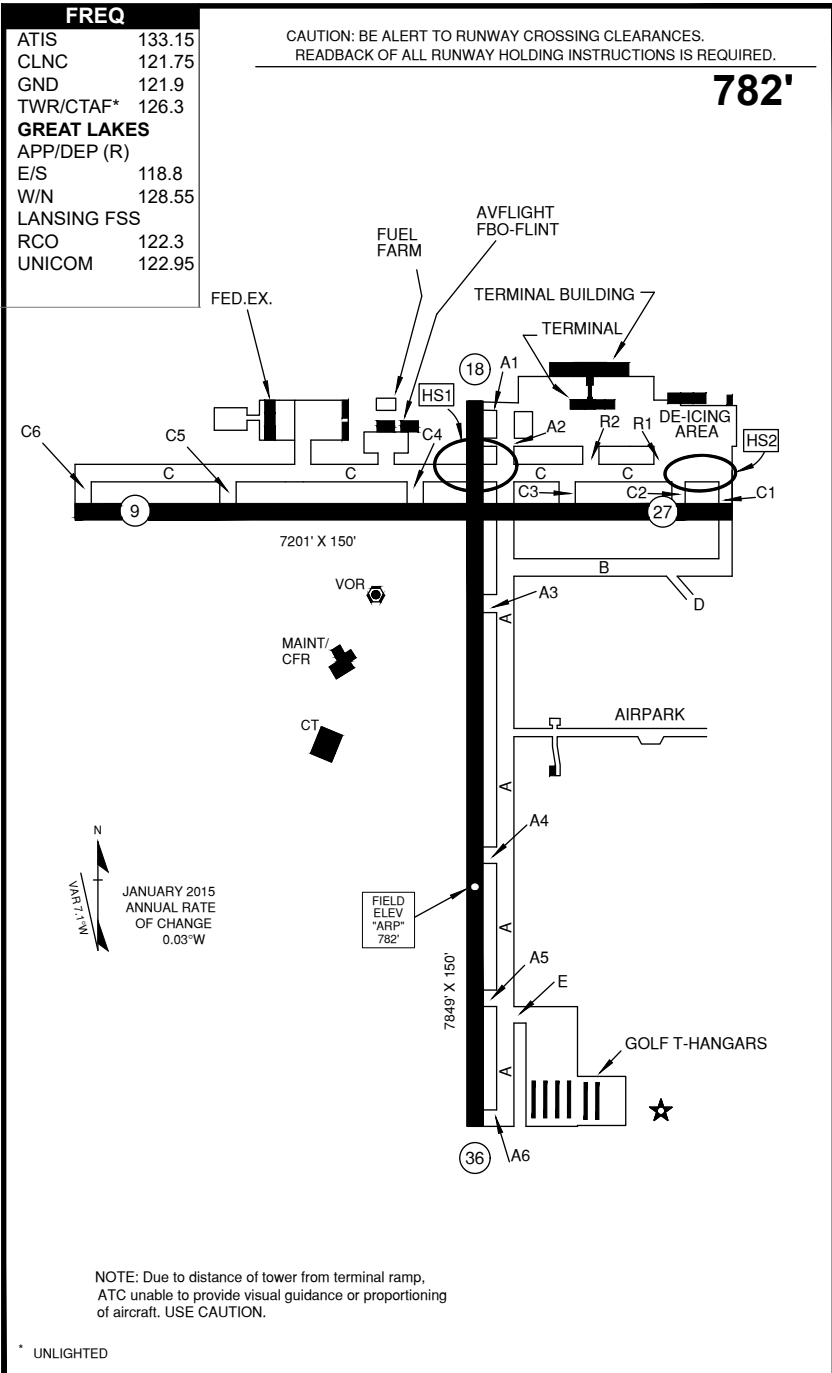 FREQ
ATIS 133.15
CLNC 121.75
GND 121.9
TWR/CTAF* 126.3
GREAT LAKES
APP/DEP (R)
E/S 118.8
W/N 128.55
LANSING FSS
RCO 122.3
UNICOM 122.95
CAUTION: BE ALERT TO RUNWAY CROSSING CLEARANCES.
READBACK OF ALL RUNWAY HOLDING INSTRUCTIONS IS REQUIRED.
782'
AVFLIGHT
FBO-FLINT
FUEL
FARM
FED.EX.
TERMINAL BUILDING
TERMINAL
18
A1
HS1
A2
R2
R1
DE-ICING
AREA
HS2
C6
C5
C4
C
C
C
C
C3
C2
C1
9
27
7201' X 150'
B
D
VOR
A3
A
MAINT/
CFR
CT
AIRPARK
A
A4
N
VAR 7.1°W
JANUARY 2015
ANNUAL RATE
OF CHANGE
0.03°W
FIELD
ELEV
"ARP"
782'
A
7849' X 150'
A5
E
A
GOLF T-HANGARS
36
A6
NOTE: Due to distance of tower from terminal ramp,
ATC unable to provide visual guidance or proportioning
of aircraft. USE CAUTION.
* UNLIGHTED